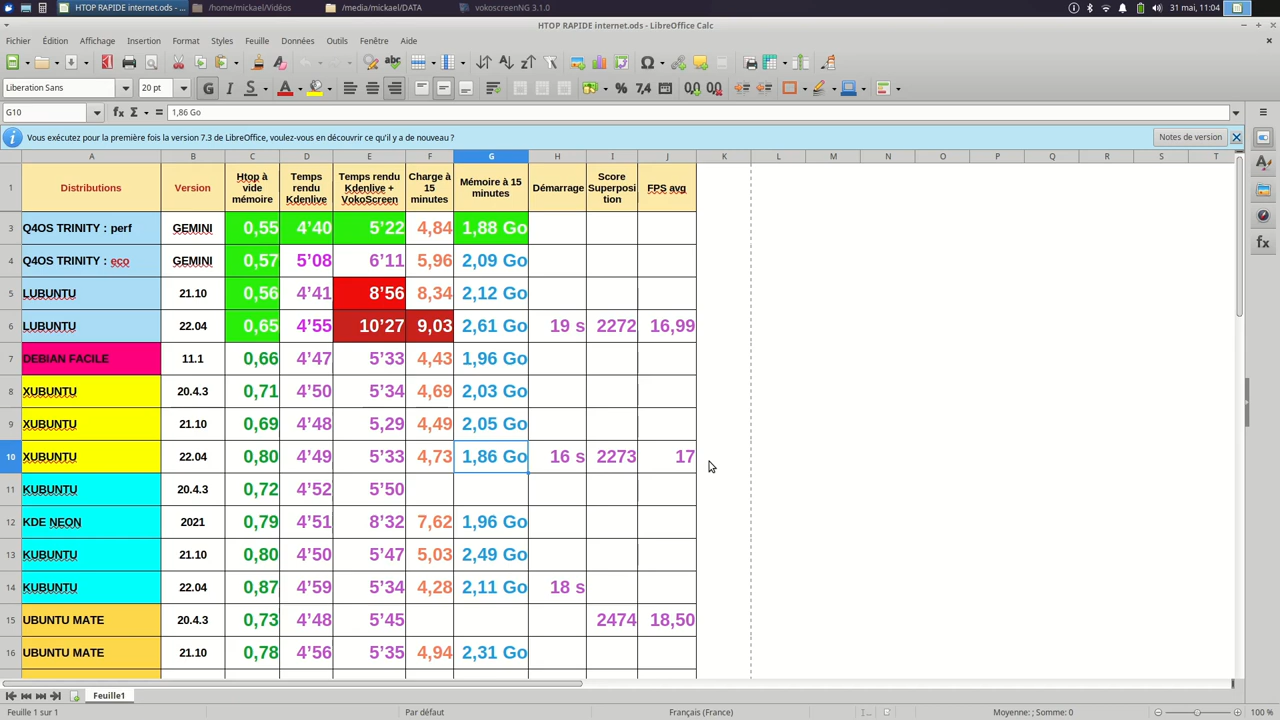 HTOP RAPIDE internet.ods - ...
/home/mickael/Vidéos
/media/mickael/DATA
vokoscreenNG 3.1.0
31 mai, 11:04
HTOP RAPIDE internet.ods - LibreOffice Calc
Fichier Édition Affichage Insertion Format Styles Feuille Données Outils Fenêtre Aide
Liberation Sans 20 pt
G10 1,86 Go
Vous exécutez pour la première fois la version 7.3 de LibreOffice, voulez-vous en découvrir ce qu'il y a de nouveau ? Notes de version
A B C D E F G H I J K L M N O P Q R S T
1 Distributions Version Htop à vide mémoire Temps rendu Kdenlive Temps rendu Kdenlive + VokoScreen Charge à 15 minutes Mémoire à 15 minutes Démarrage Score Superposition FPS avg
3 Q4OS TRINITY : perf GEMINI 0,55 4'40 5'22 4,84 1,88 Go
4 Q4OS TRINITY : eco GEMINI 0,57 5'08 6'11 5,96 2,09 Go
5 LUBUNTU 21.10 0,56 4'41 8'56 8,34 2,12 Go
6 LUBUNTU 22.04 0,65 4'55 10'27 9,03 2,61 Go 19 s 2272 16,99
7 DEBIAN FACILE 11.1 0,66 4'47 5'33 4,43 1,96 Go
8 XUBUNTU 20.4.3 0,71 4'50 5'34 4,69 2,03 Go
9 XUBUNTU 21.10 0,69 4'48 5,29 4,49 2,05 Go
10 XUBUNTU 22.04 0,80 4'49 5'33 4,73 1,86 Go 16 s 2273 17
11 KUBUNTU 20.4.3 0,72 4'52 5'50
12 KDE NEON 2021 0,79 4'51 8'32 7,62 1,96 Go
13 KUBUNTU 21.10 0,80 4'50 5'47 5,03 2,49 Go
14 KUBUNTU 22.04 0,87 4'59 5'34 4,28 2,11 Go 18 s
15 UBUNTU MATE 20.4.3 0,73 4'48 5'45 2474 18,50
16 UBUNTU MATE 21.10 0,78 4'56 5'35 4,94 2,31 Go
Feuille1
Feuille 1 sur 1 Par défaut Français (France) Moyenne: ; Somme: 0 100 %